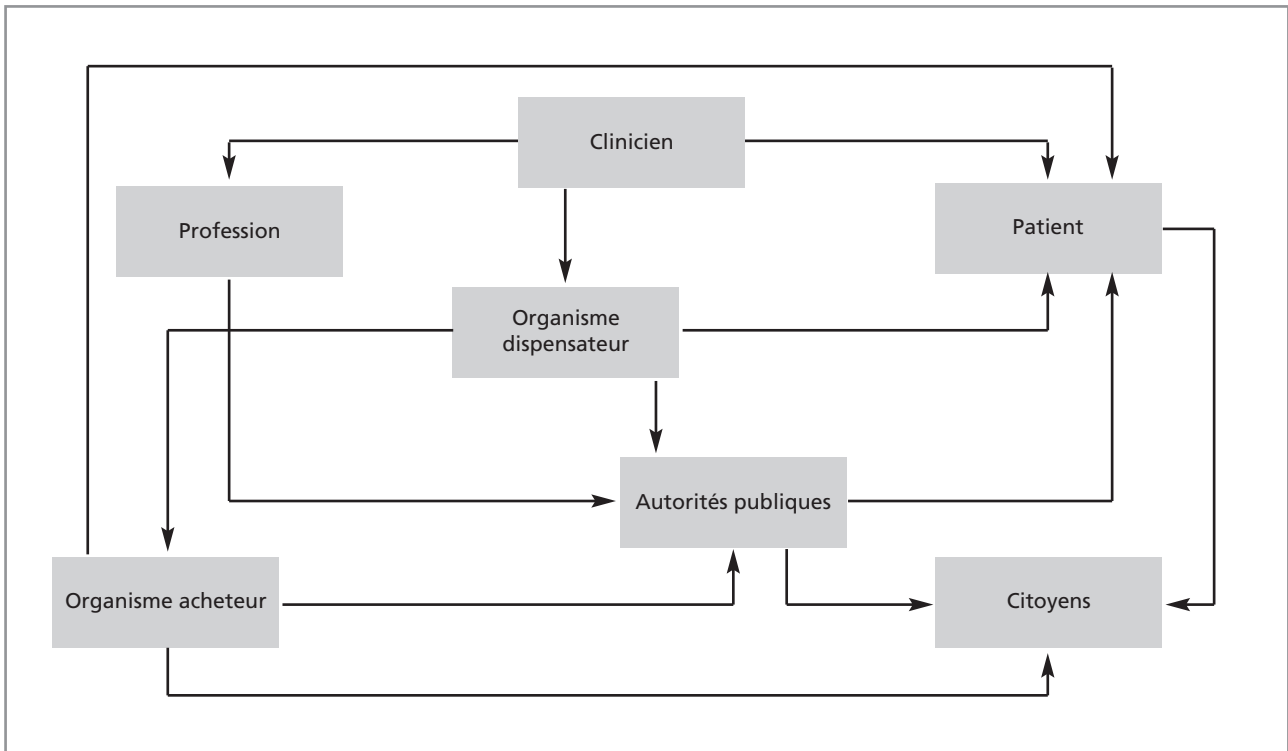 Clinicien
Profession
Patient
Organisme
dispensateur
Autorités publiques
Organisme acheteur
Citoyens